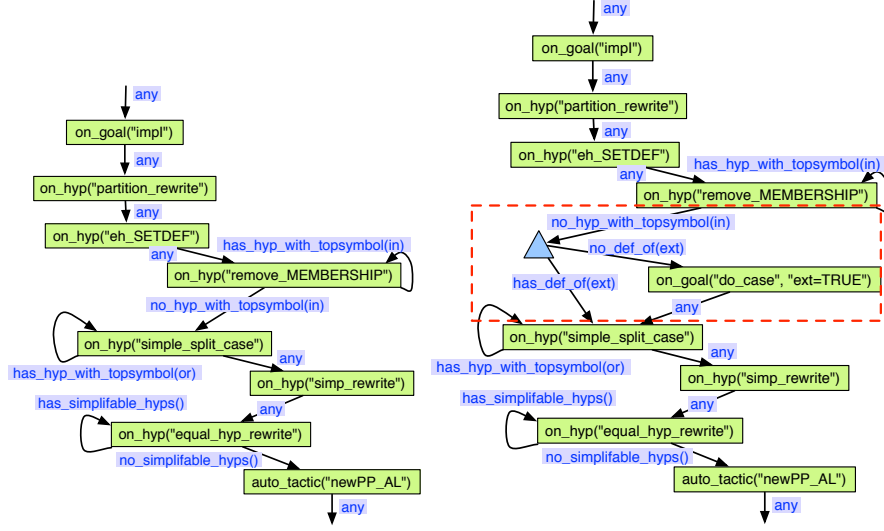 any
on_goal("impl")
any
on_hyp("partition_rewrite")
any
on_hyp("eh_SETDEF")
any
has_hyp_with_topsymbol(in)
on_hyp("remove_MEMBERSHIP")
no_hyp_with_topsymbol(in)
on_hyp("simple_split_case")
any
has_hyp_with_topsymbol(or)
on_hyp("simp_rewrite")
has_simplifable_hyps()
any
on_hyp("equal_hyp_rewrite")
no_simplifable_hyps()
auto_tactic("newPP_AL")
any
any
on_goal("impl")
any
on_hyp("partition_rewrite")
any
on_hyp("eh_SETDEF")
has_hyp_with_topsymbol(in)
any
on_hyp("remove_MEMBERSHIP")
no_hyp_with_topsymbol(in)
no_def_of(ext)
has_def_of(ext)
on_goal("do_case", "ext=TRUE")
any
on_hyp("simple_split_case")
any
has_hyp_with_topsymbol(or)
on_hyp("simp_rewrite")
has_simplifable_hyps()
any
on_hyp("equal_hyp_rewrite")
no_simplifable_hyps()
auto_tactic("newPP_AL")
any